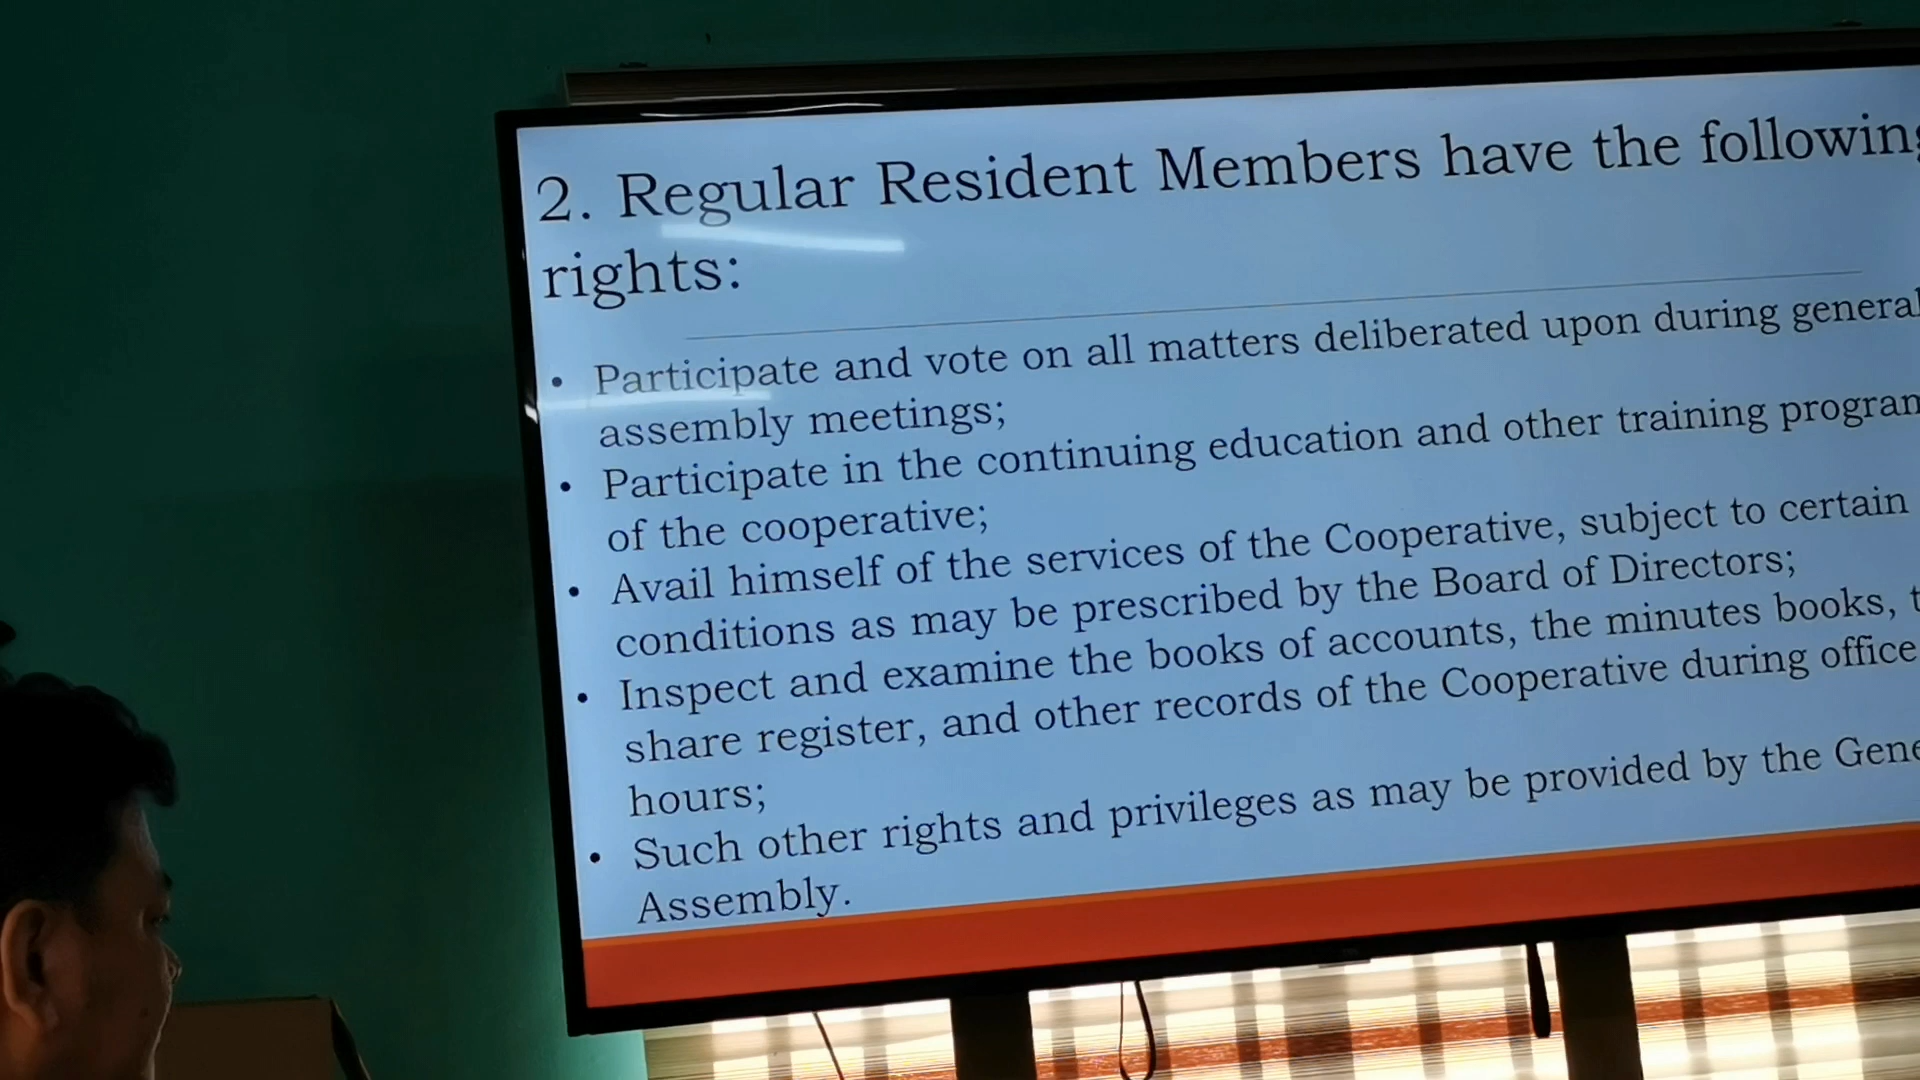 2. Regular Resident Members have the following
rights:
• Participate and vote on all matters deliberated upon during general
assembly meetings;
• Participate in the continuing education and other training
of the cooperative;
• Avail himself of the services of the Cooperative, subject to certain
conditions as may be prescribed by the Board of Directors;
• Inspect and examine the books of accounts, the minutes books,
share register, and other records of the Cooperative during office
hours;
• Such other rights and privileges as may be provided by the
Assembly.